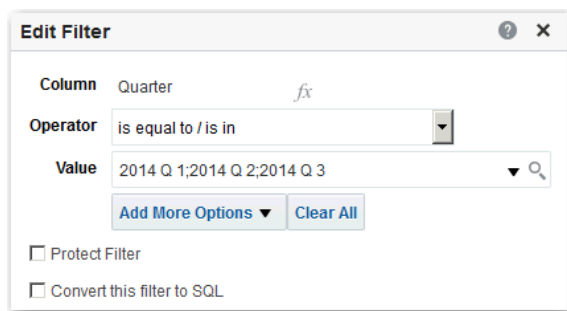 Edit Filter ?
Column Quarter fx
Operator is equal to / is in
Value 2014 Q 1;2014 Q 2;2014 Q 3
Add More Options Clear All
Protect Filter
Convert this filter to SQL